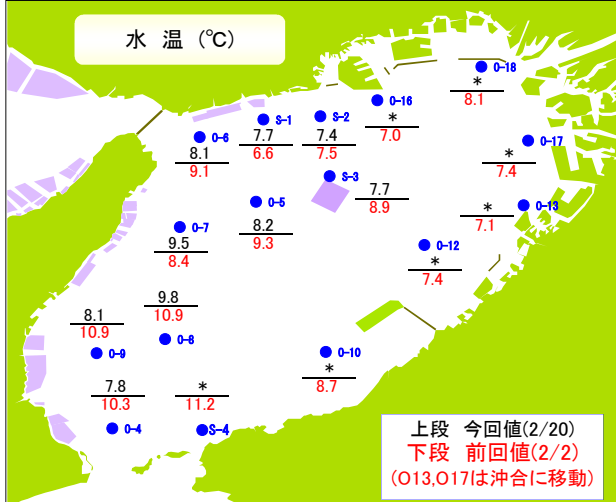 水 温 (℃)
O-18
*
8.1
O-16
*
7.0
S-2
7.4
7.5
S-1
7.7
6.6
O-6
8.1
9.1
O-17
*
7.4
S-3
7.7
8.9
O-5
8.2
9.3
O-13
*
7.1
O-7
9.5
8.4
O-12
*
7.4
9.8
10.9
O-8
8.1
10.9
O-9
O-10
*
8.7
7.8
10.3
O-4
*
11.2
S-4
上段 今回値(2/20)
下段 前回値(2/2)
(O13,O17は沖合に移動)